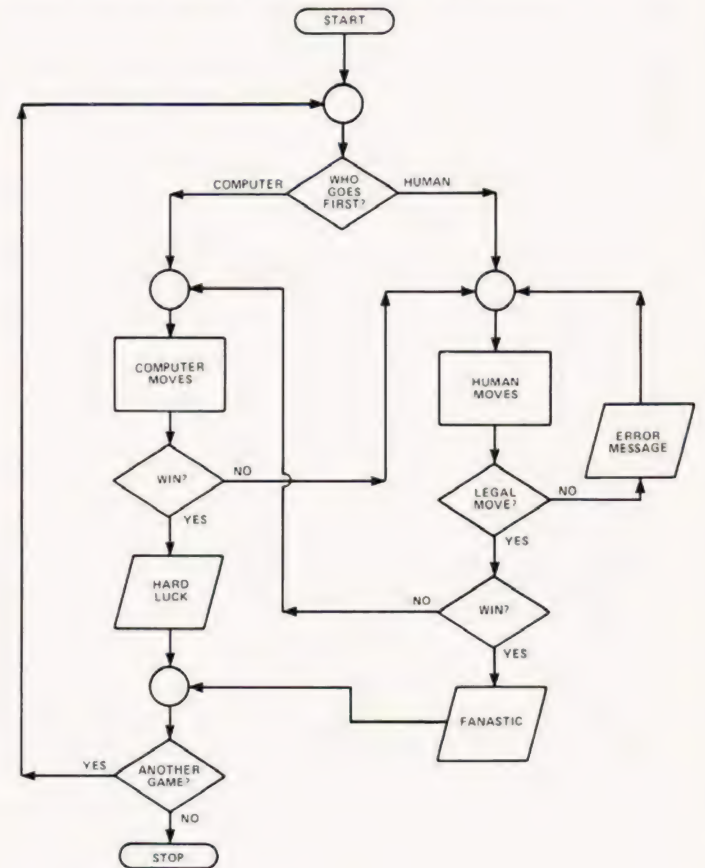 START
WHO
GOES
FIRST?
COMPUTER
HUMAN
COMPUTER
MOVES
HUMAN
MOVES
ERROR
MESSAGE
WIN?
NO
YES
LEGAL
MOVE?
NO
YES
HARD
LUCK
NO
WIN?
YES
FANASTIC
YES
ANOTHER
GAME?
NO
STOP